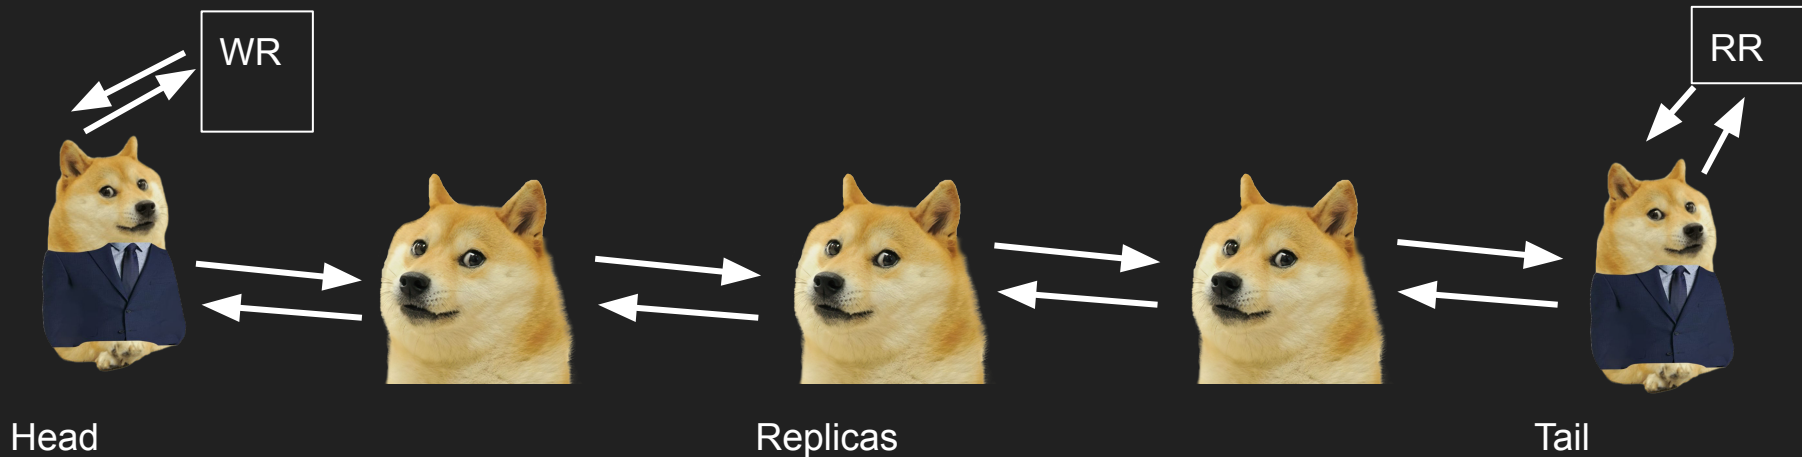 WR
RR
Head
Replicas
Tail